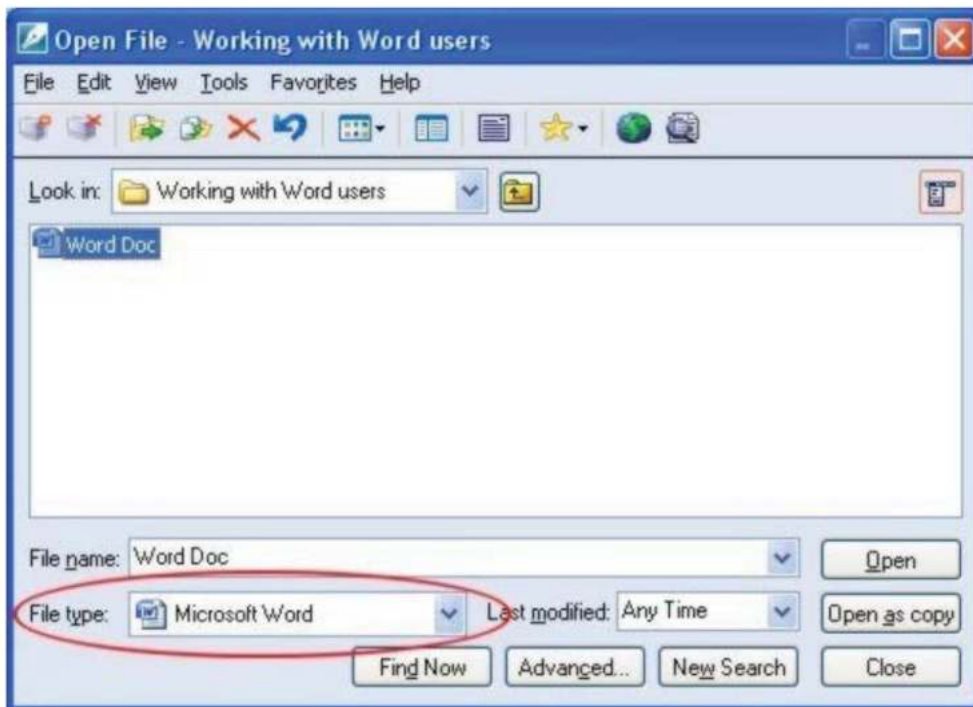 Open File - Working with Word users
File Edit View Tools Favorites Help
Look in: Working with Word users
Word Doc
File name: Word Doc Open
File type: Microsoft Word Last modified: Any Time Open as copy
Find Now Advanced... New Search Close